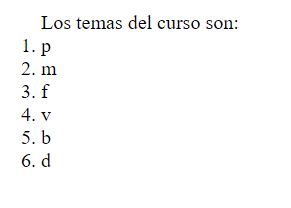 Los temas del curso son:
1. p
2. m
3. f
4. v
5. b
6. d